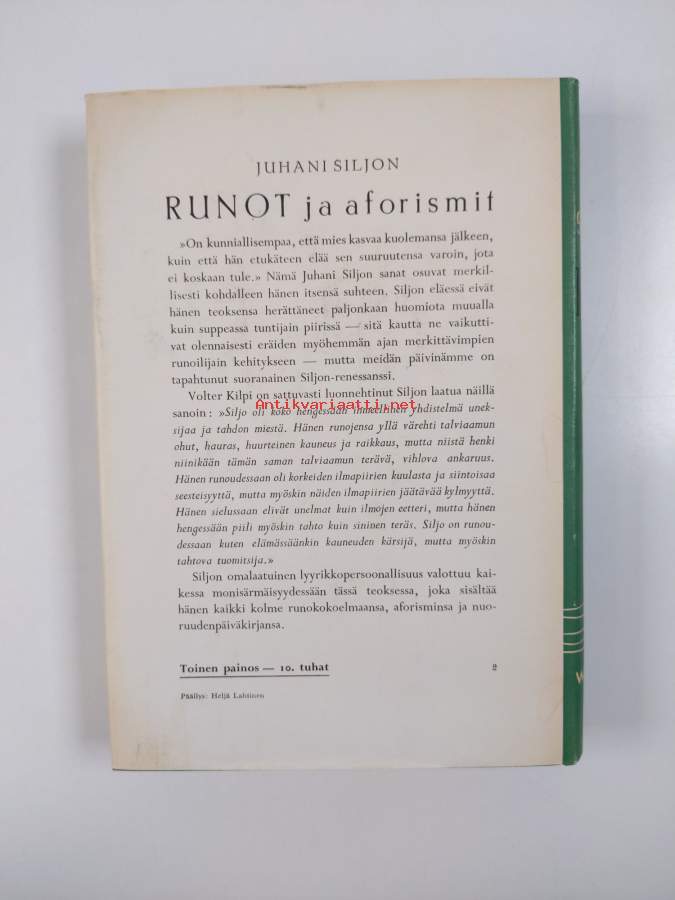 JUHANI SILJON
RUNOT ja aforismit
»On kunniallisempaa, että mies kasvaa kuolemansa jälkeen,
kuin että hän etukäteen elää sen suuruutensa varoin, jota
ei koskaan tule.» Nämä Juhani Siljon sanat osuvat merkil-
lisesti kohdalleen hänen itsensä suhteen. Siljon eläessä eivät
hänen teoksensa herättäneet paljonkaan huomiota muualla
kuin suppeassa tuntijain piirissä — sitä kautta ne vaikutti-
vat olennaisesti eräiden myöhemmän ajan merkittävimpien
runoilijain kehitykseen — mutta meidän päivinämme on
tapahtunut suoranainen Siljon-renessanssi.
Volter Kilpi on sattuvasti luonnehtinut Siljon laatua näillä
sanoin: »Siljo oli koko hengessään ihmeellinen yhdistelmä unek-
Antikvariaatti.net
sijaa ja tahdon miestä. Hänen runojensa yllä värehti talviaamun
ohut, hauras, huurteinen kauneus ja raikkaus, mutta niistä henki
niinikään tämän saman talviaamun terävä, vihlova ankaruus.
Hänen runoudessaan oli korkeiden ilmapiirien kuulasta ja siintoisaa
seesteisyyttä, mutta myöskin näiden ilmapiirien jäätävää kylmyyttä.
Hänen sielussaan elivät unelmat kuin ilmojen eetteri, mutta hänen
hengessään piili myöskin tahto kuin sininen teräs. Siljo on runou-
dessaan kuten elämässäänkin kauneuden kärsijä, mutta myöskin
tahtova tuomitsija.»
Siljon omalaatuinen lyyrikkopersoonallisuus valottuu kai-
kessa monisärmäisyydessään tässä teoksessa, joka sisältää
hänen kaikki kolme runokokoelmaansa, aforisminsa ja nuo-
ruudenpäiväkirjansa.
Toinen painos — 10. tuhat 2
Päällys: Heljä Lahtinen
W